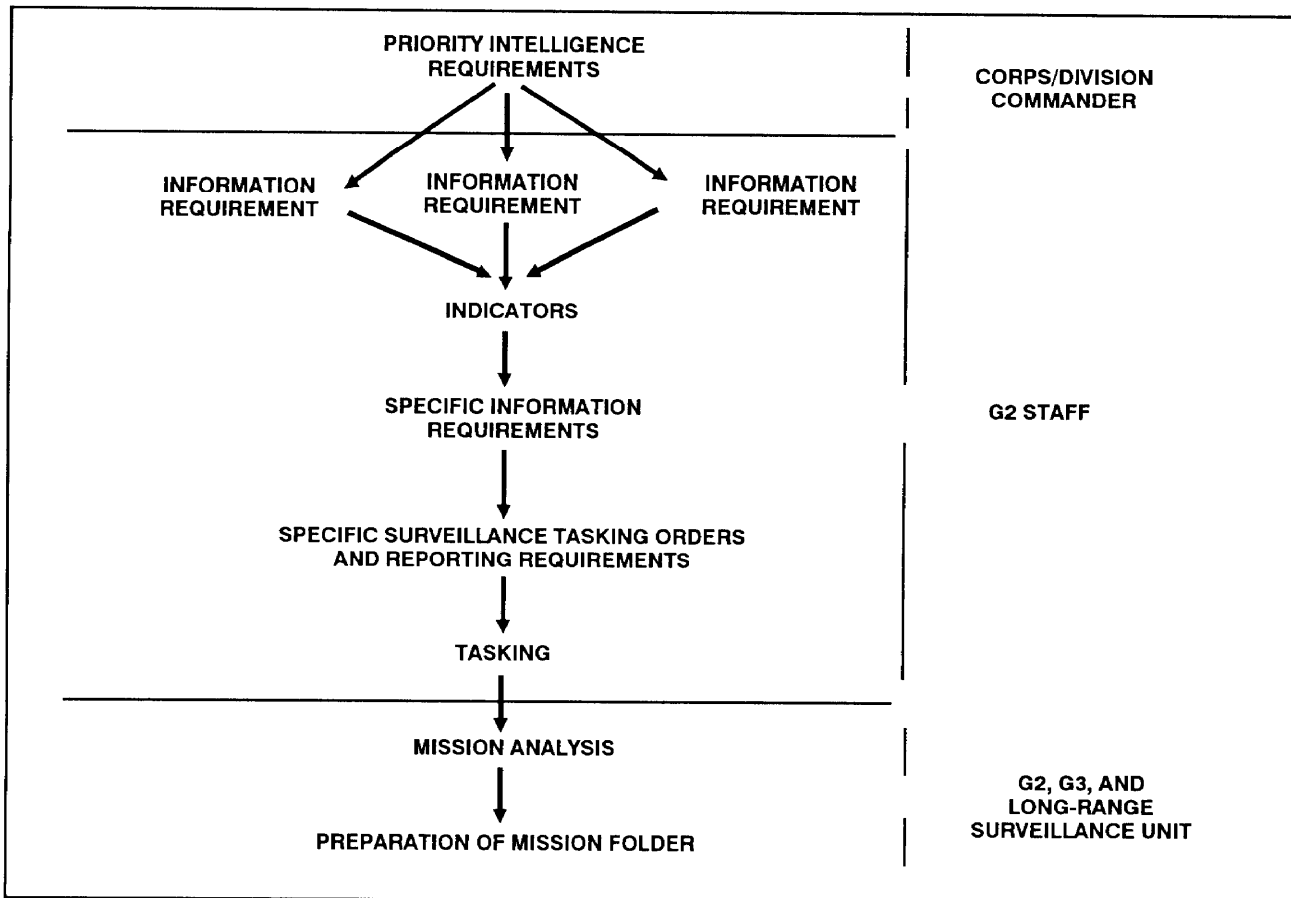 PRIORITY INTELLIGENCE
REQUIREMENTS
CORPS/DIVISION
COMMANDER
INFORMATION
REQUIREMENT
INFORMATION
REQUIREMENT
INFORMATION
REQUIREMENT
INDICATORS
SPECIFIC INFORMATION
REQUIREMENTS
G2 STAFF
SPECIFIC SURVEILLANCE TASKING ORDERS
AND REPORTING REQUIREMENTS
TASKING
MISSION ANALYSIS
PREPARATION OF MISSION FOLDER
G2, G3, AND
LONG-RANGE
SURVEILLANCE UNIT